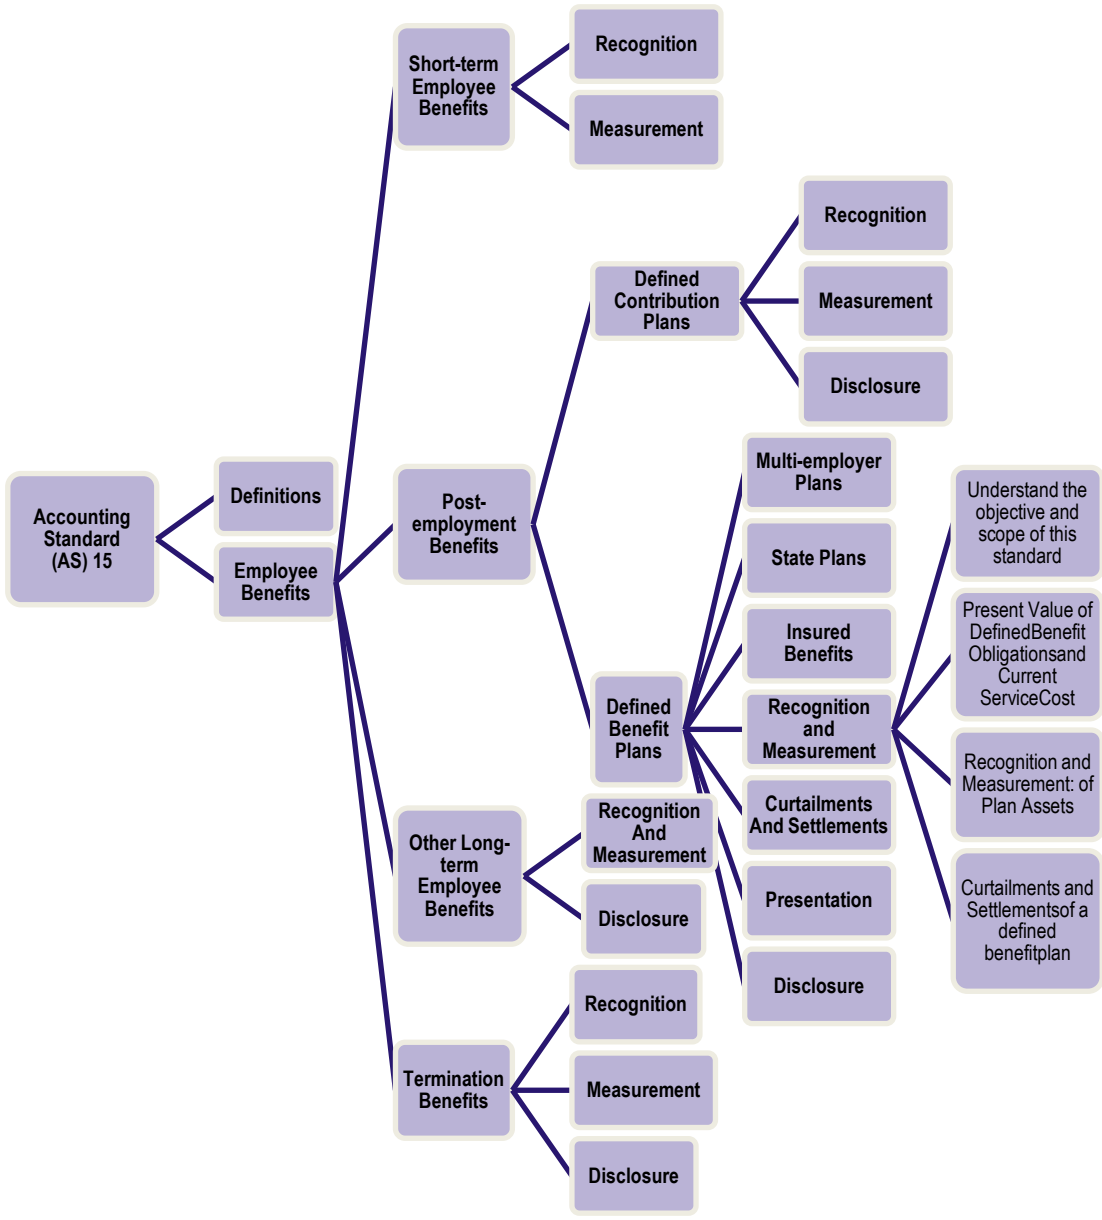 Accounting
Standard
(AS) 15
Definitions
Employee
Benefits
Short-term
Employee
Benefits
Recognition
Measurement
Post-
employment
Benefits
Defined
Contribution
Plans
Recognition
Measurement
Disclosure
Defined
Benefit
Plans
Multi-employer
Plans
State Plans
Insured
Benefits
Recognition
and
Measurement
Understand the
objective and
scope of this
standard
Present Value of
DefinedBenefit
Obligationsand
Current
ServiceCost
Recognition and
Measurement: of
Plan Assets
Curtailments and
Settlementsof a
defined
benefitplan
Curtailments
And Settlements
Presentation
Disclosure
Other Long-
term
Employee
Benefits
Recognition
And
Measurement
Disclosure
Termination
Benefits
Recognition
Measurement
Disclosure